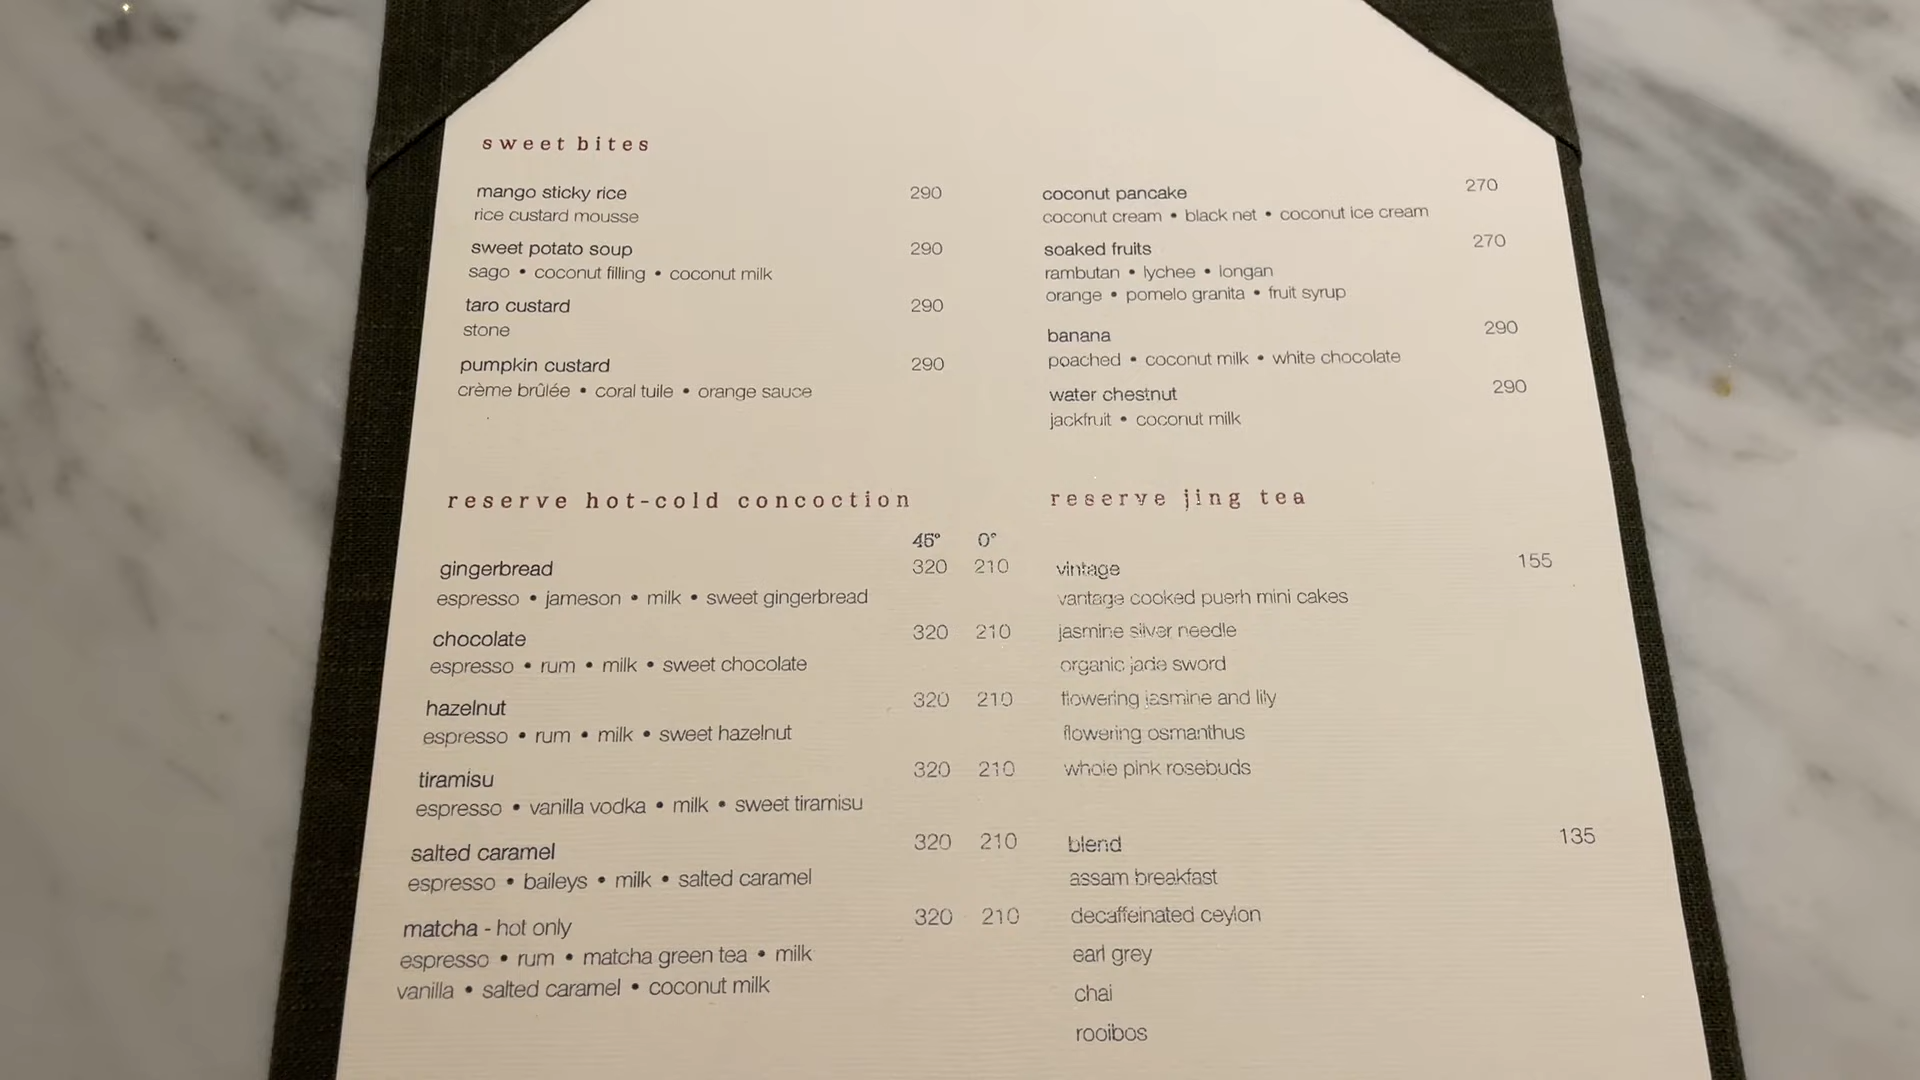 sweet bites
mango sticky rice 290
rice custard mousse
sweet potato soup 290
sago • coconut filling • coconut milk
taro custard 290
stone
pumpkin custard 290
crème brûlée • coral tuile • orange sauce
coconut pancake 270
coconut cream • black net • coconut ice cream
soaked fruits 270
rambutan • lychee • longan
orange • pomelo granita • fruit syrup
banana 290
poached • coconut milk • white chocolate
water chestnut 290
jackfruit • coconut milk
reserve hot-cold concoction
45° 0°
gingerbread 320 210
espresso • jameson • milk • sweet gingerbread
chocolate 320 210
espresso • rum • milk • sweet chocolate
hazelnut 320 210
espresso • rum • milk • sweet hazelnut
tiramisu 320 210
espresso • vanilla vodka • milk • sweet tiramisu
salted caramel 320 210
espresso • baileys • milk • salted caramel
matcha - hot only 320 210
espresso • rum • matcha green tea • milk
vanilla • salted caramel • coconut milk
reserve jing tea
vintage 155
vantage cooked puerh mini cakes
jasmine silver needle
organic jade sword
flowering jasmine and lily
flowering osmanthus
whole pink rosebuds
blend 135
assam breakfast
decaffeinated ceylon
earl grey
chai
rooibos